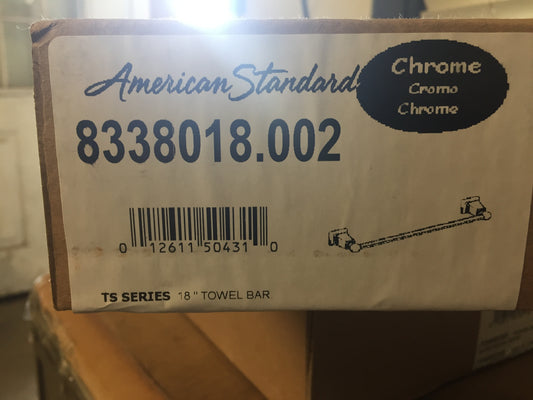 American Standard
Chrome
Cromo
Chrome
8338018.002
0 12611 50431 0
TS SERIES 18" TOWEL BAR